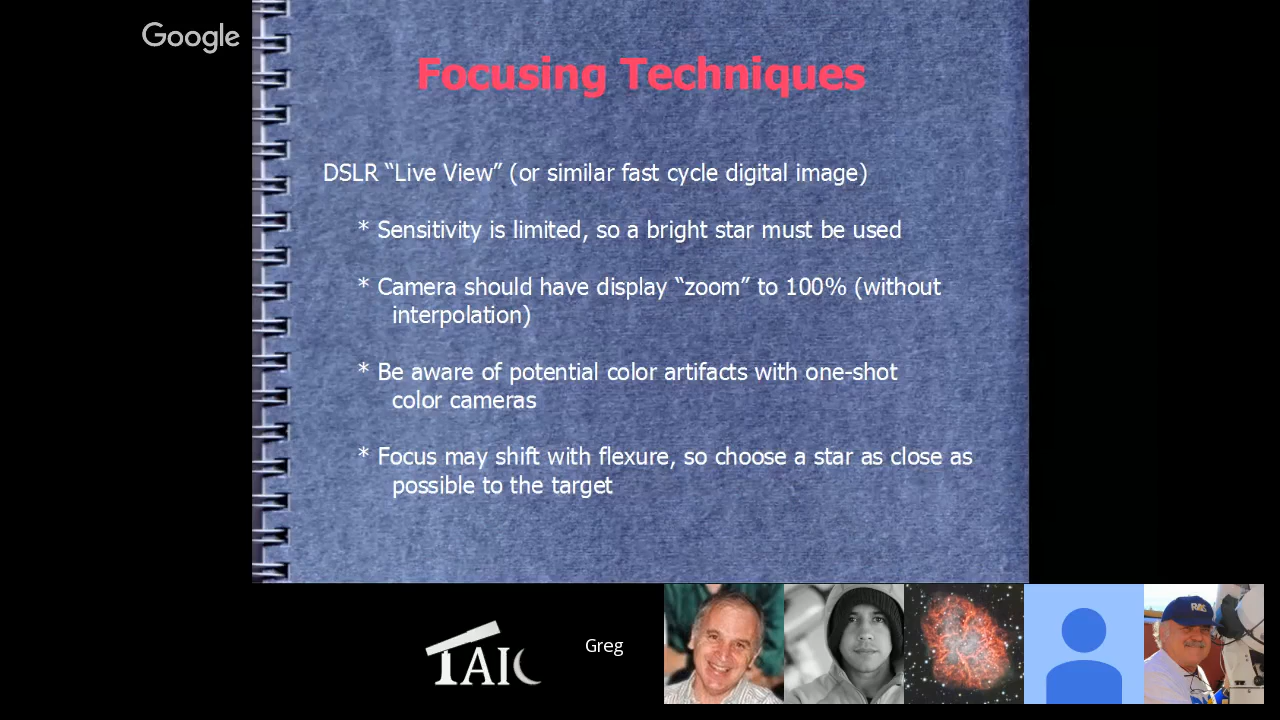 Google
Focusing Techniques
DSLR “Live View” (or similar fast cycle digital image)
* Sensitivity is limited, so a bright star must be used
* Camera should have display “zoom” to 100% (without
interpolation)
* Be aware of potential color artifacts with one-shot
color cameras
* Focus may shift with flexure, so choose a star as close as
possible to the target
TAIC
Greg
RAS